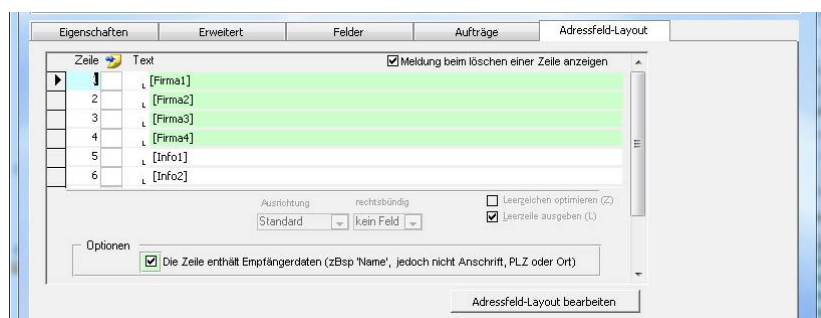 Eigenschaften Erweitert Felder Aufträge Adressfeld-Layout
Zeile Text Meldung beim löschen einer Zeile anzeigen
1 L [Firma1]
2 L [Firma2]
3 L [Firma3]
4 L [Firma4]
5 L [Info1]
6 L [Info2]
Ausrichtung rechtsbündig Leerzeichen optimieren (Z)
Standard kein Feld Leerzeile ausgeben (L)
Optionen
Die Zeile enthält Empfängerdaten (zBsp 'Name', jedoch nicht Anschrift, PLZ oder Ort)
Adressfeld-Layout bearbeiten